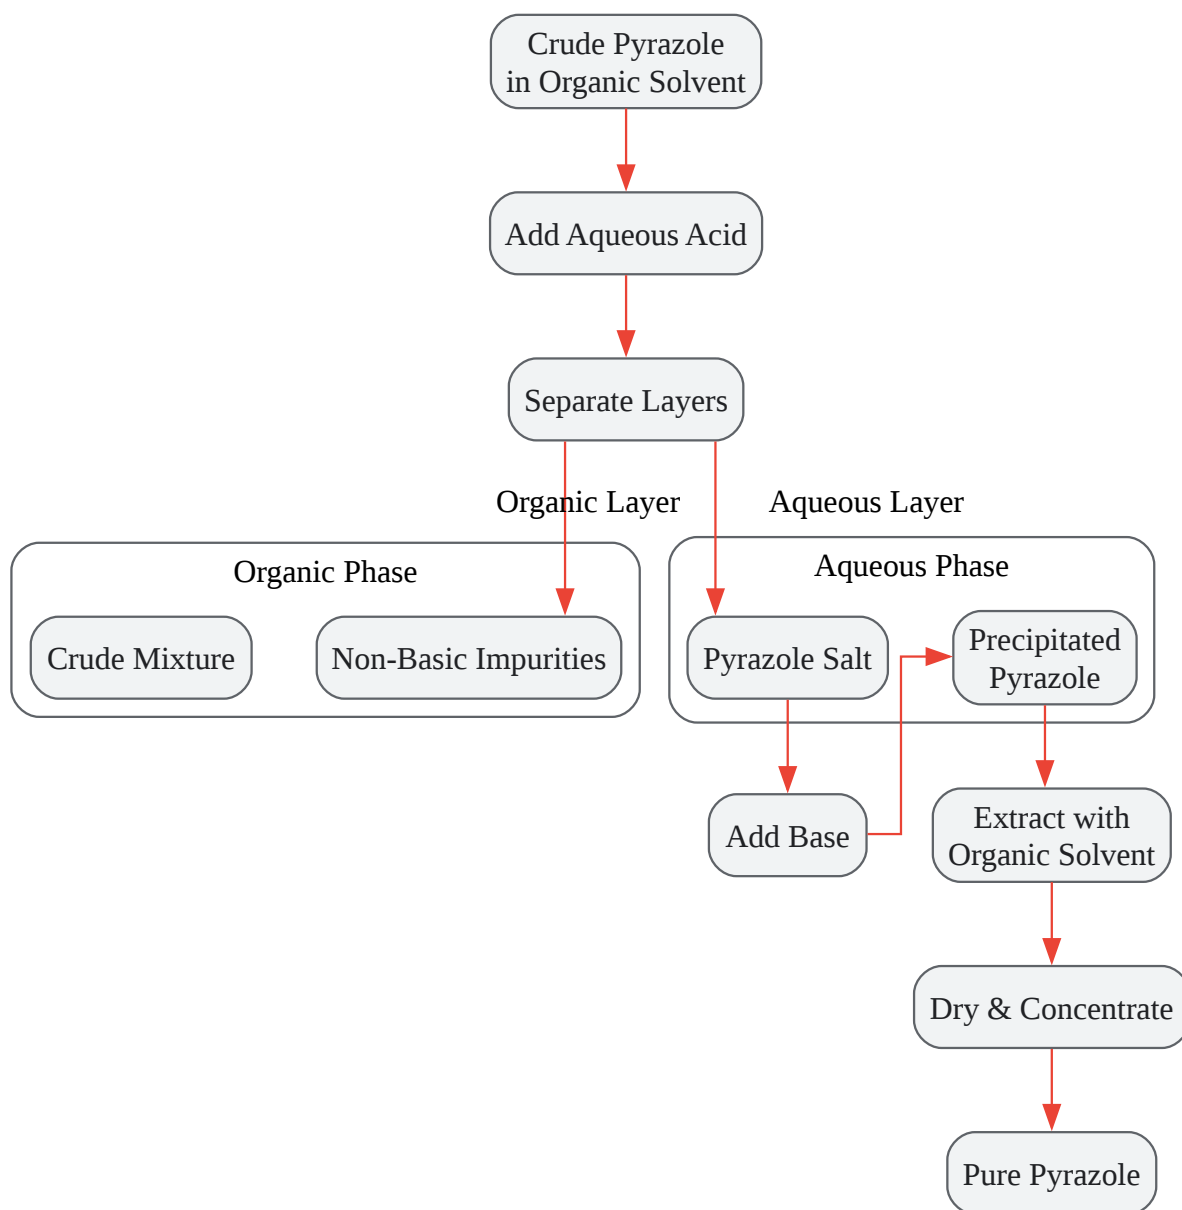 Crude Pyrazole
in Organic Solvent
Add Aqueous Acid
Separate Layers
Organic Layer
Aqueous Layer
Organic Phase
Crude Mixture
Non-Basic Impurities
Aqueous Phase
Pyrazole Salt
Precipitated
Pyrazole
Add Base
Extract with
Organic Solvent
Dry & Concentrate
Pure Pyrazole